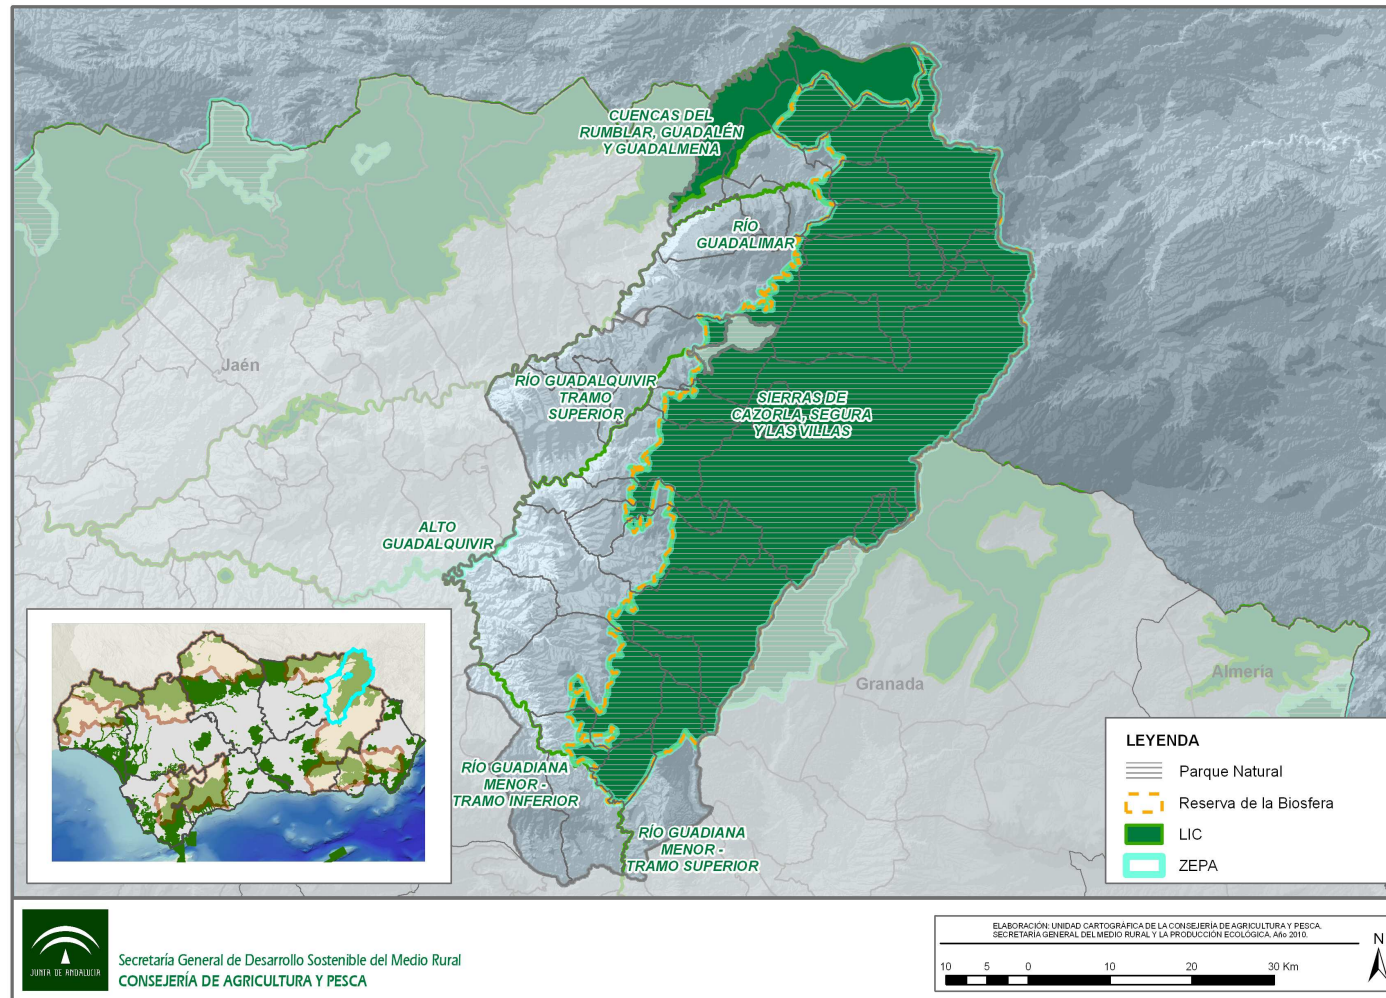 CUENCAS DEL
RUMBLAR, GUADALÉN
Y GUADALMENA
RÍO
GUADALIMAR
Jaén
RÍO GUADALQUIVIR
TRAMO
SUPERIOR
SIERRAS DE
CAZORLA, SEGURA
Y LAS VILLAS
ALTO
GUADALQUIVIR
Granada
Almería
RÍO GUADIANA
MENOR -
TRAMO INFERIOR
RÍO GUADIANA
MENOR -
TRAMO SUPERIOR
LEYENDA
Parque Natural
Reserva de la Biosfera
LIC
ZEPA
JUNTA DE ANDALUCIA
Secretaría General de Desarrollo Sostenible del Medio Rural
CONSEJERÍA DE AGRICULTURA Y PESCA
ELABORACIÓN: UNIDAD CARTOGRÁFICA DE LA CONSEJERÍA DE AGRICULTURA Y PESCA.
SECRETARÍA GENERAL DEL MEDIO RURAL Y LA PRODUCCIÓN ECOLÓGICA. Año 2010.
10 5 0 10 20 30 Km
N